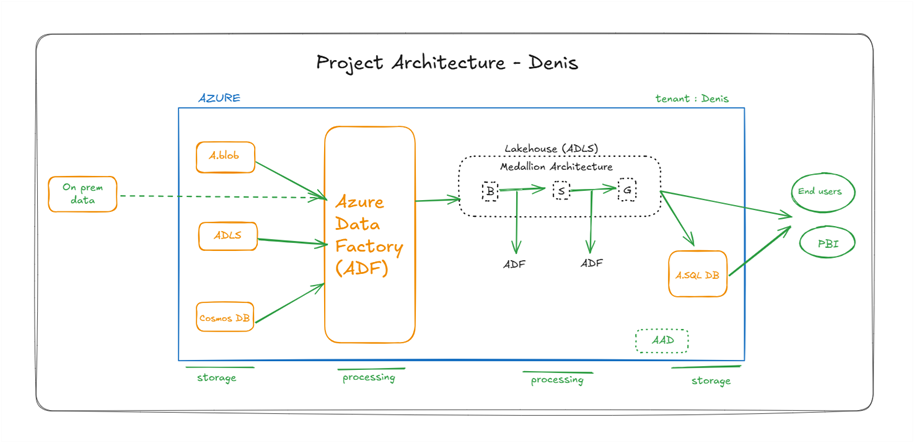 Project Architecture - Denis
AZURE
tenant : Denis
A.blob
On prem
data
ADLS
Cosmos DB
Azure
Data
Factory
(ADF)
Lakehouse (ADLS)
Medallion Architecture
B
S
G
ADF
ADF
A.SQL DB
End users
PBI
AAD
storage
processing
processing
storage